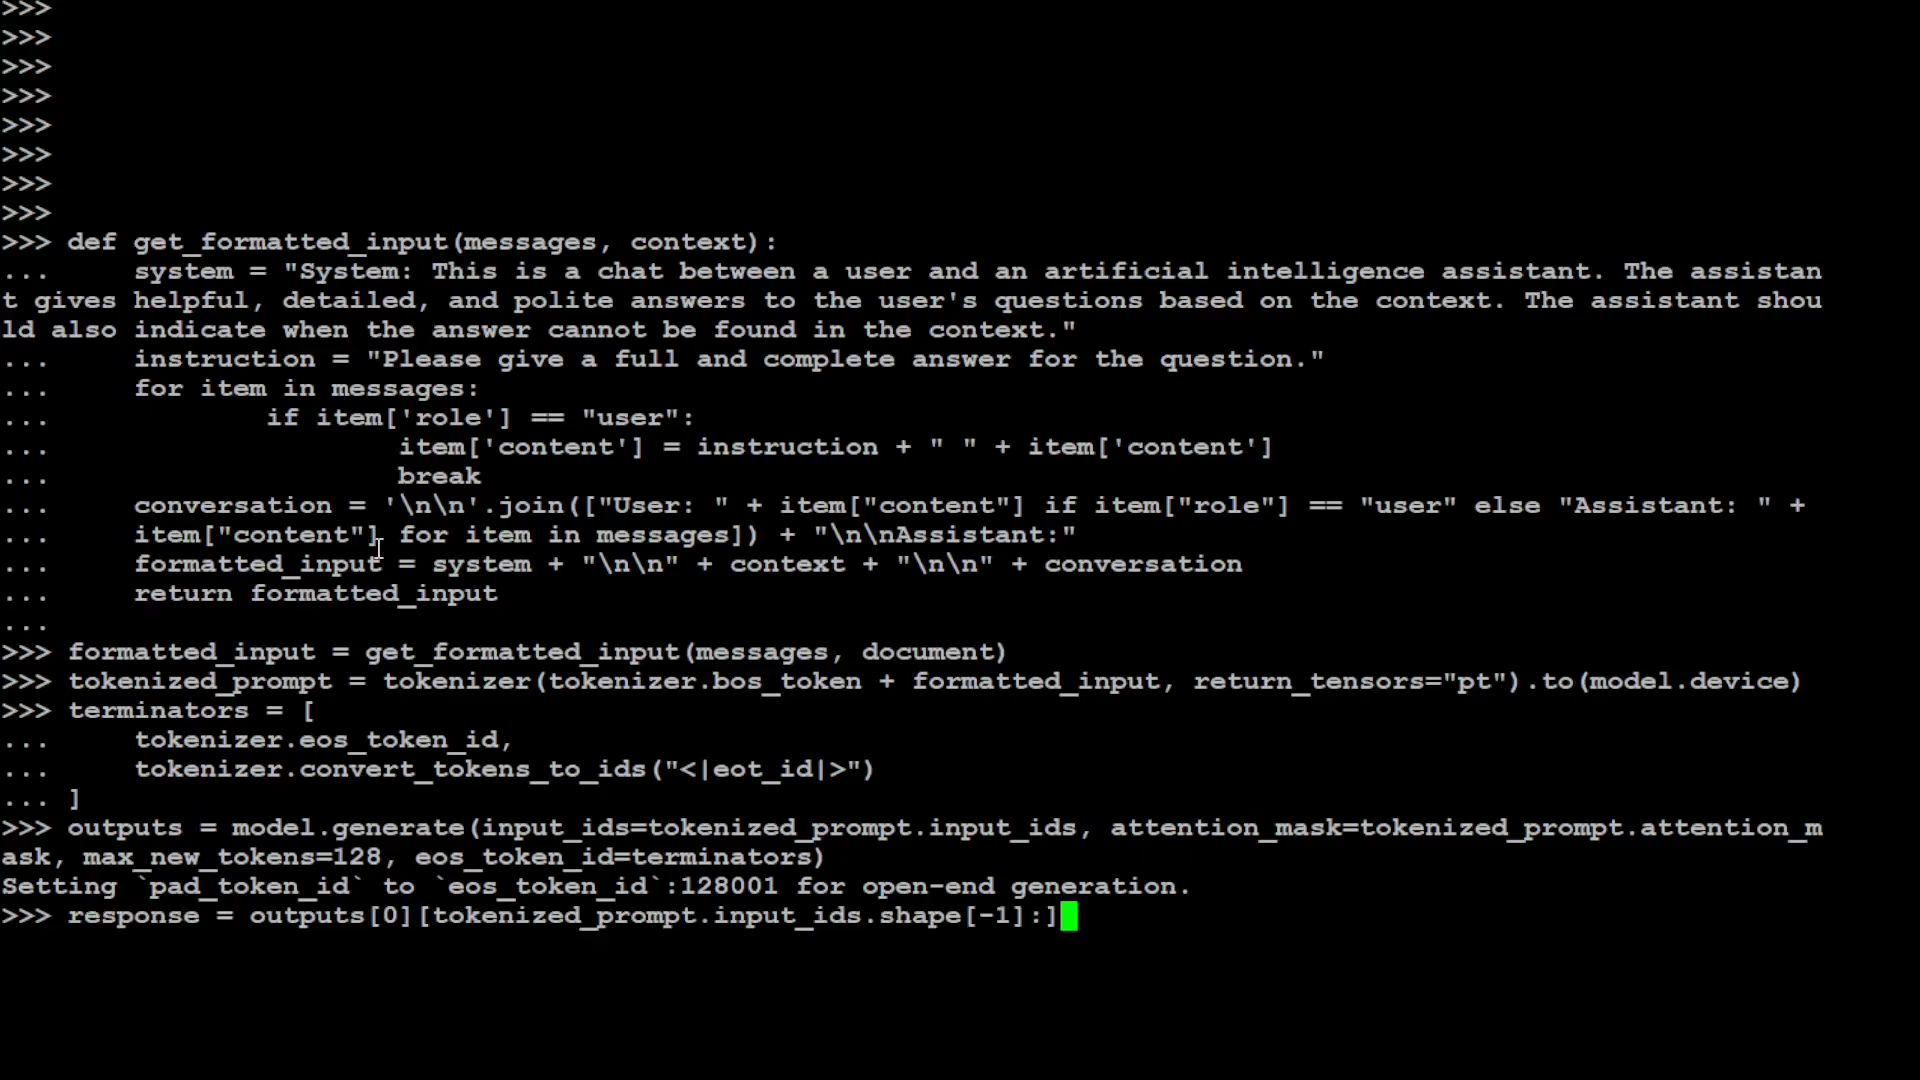 >>>
>>>
>>>
>>>
>>>
>>>
>>>
>>>
>>> def get_formatted_input(messages, context):
...     system = "System: This is a chat between a user and an artificial intelligence assistant. The assistan
t gives helpful, detailed, and polite answers to the user's questions based on the context. The assistant shou
ld also indicate when the answer cannot be found in the context."
...     instruction = "Please give a full and complete answer for the question."
...     for item in messages:
...             if item['role'] == "user":
...                     item['content'] = instruction + " " + item['content']
...                     break
...     conversation = '\n\n'.join(["User: " + item["content"] if item["role"] == "user" else "Assistant: " +
...     item["content"] for item in messages]) + "\n\nAssistant:"
...     formatted_input = system + "\n\n" + context + "\n\n" + conversation
...     return formatted_input
...
>>> formatted_input = get_formatted_input(messages, document)
>>> tokenized_prompt = tokenizer(tokenizer.bos_token + formatted_input, return_tensors="pt").to(model.device)
>>> terminators = [
...     tokenizer.eos_token_id,
...     tokenizer.convert_tokens_to_ids("<|eot_id|>")
... ]
>>> outputs = model.generate(input_ids=tokenized_prompt.input_ids, attention_mask=tokenized_prompt.attention_m
ask, max_new_tokens=128, eos_token_id=terminators)
Setting `pad_token_id` to `eos_token_id`:128001 for open-end generation.
>>> response = outputs[0][tokenized_prompt.input_ids.shape[-1]:]